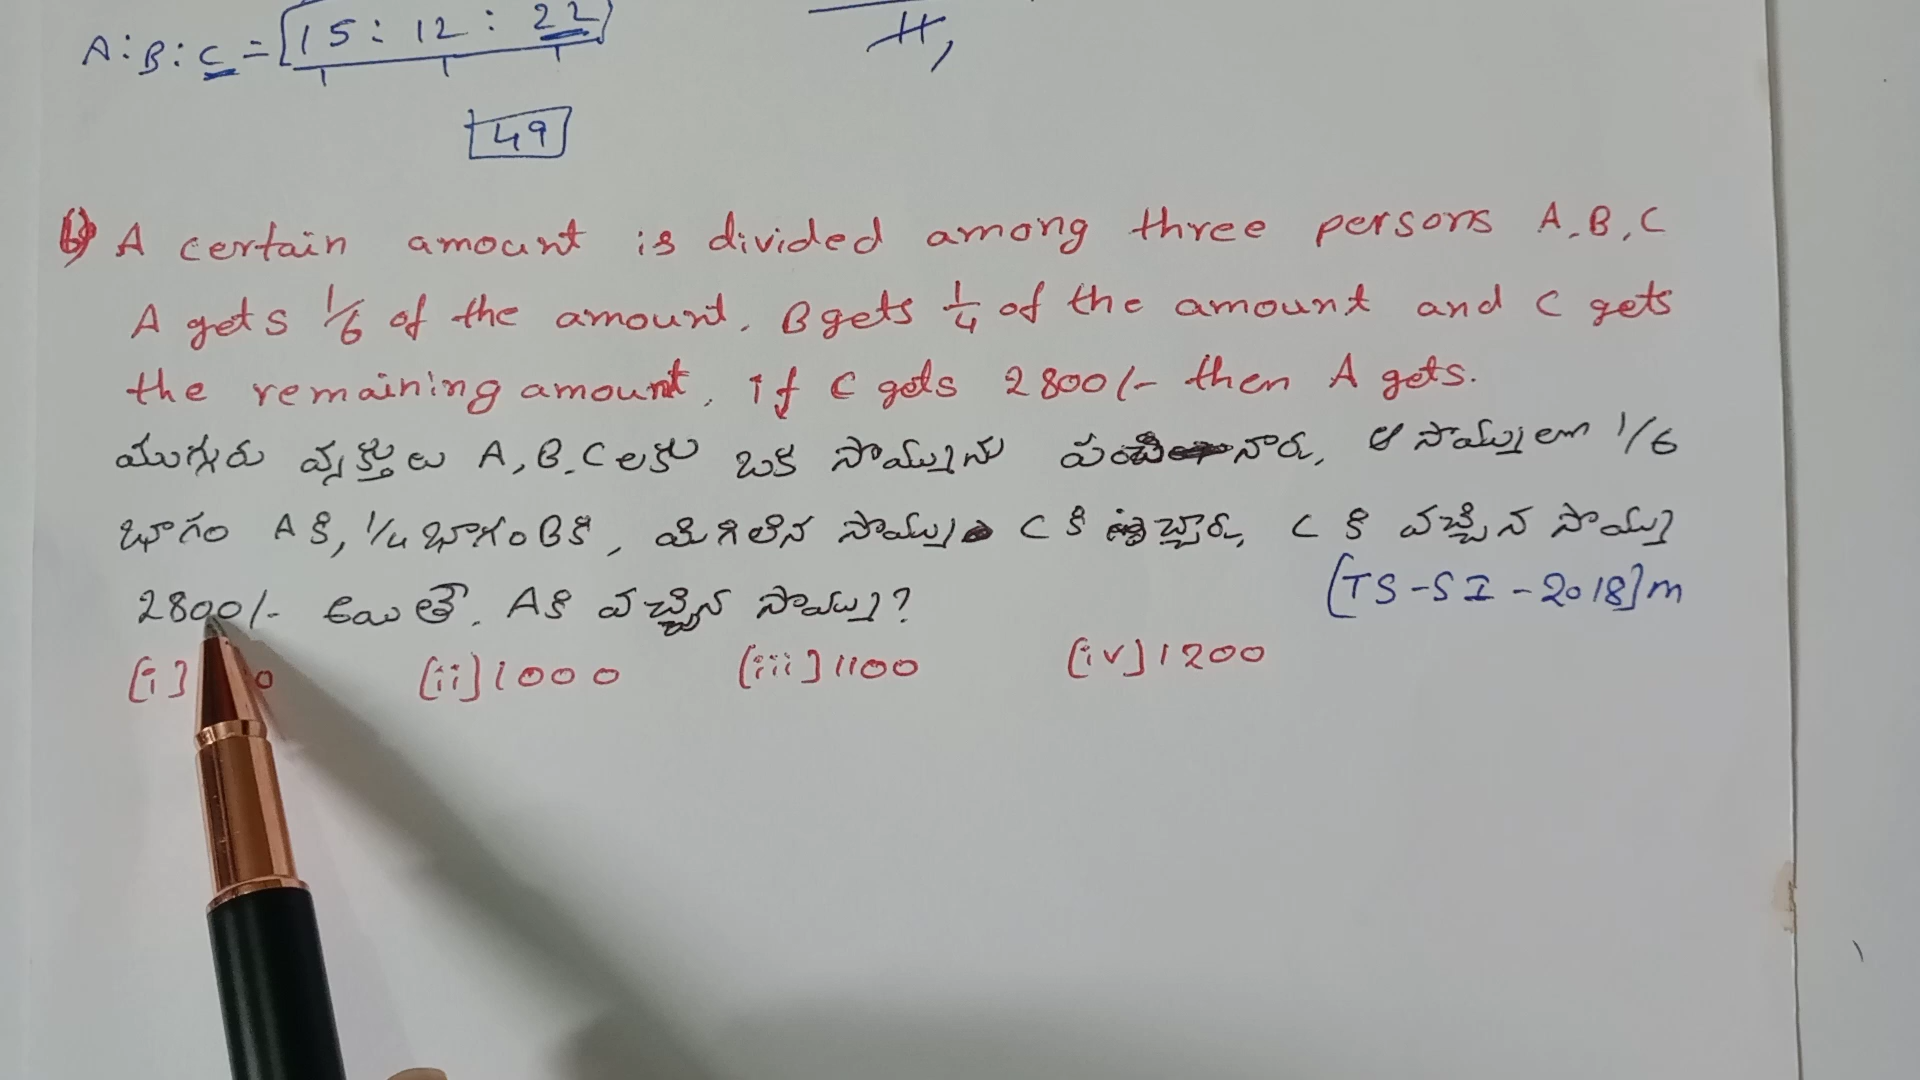 A:B:C = 15 : 12 : 22
49
6) A certain amount is divided among three persons A, B, C
A gets 1/6 of the amount. B gets 1/4 of the amount and C gets
the remaining amount. if C gets 2800/- then A gets.
ముగ్గురు వ్యక్తులు A, B, C లకు ఒక సొమ్మును పంచినారు, ఆ సొమ్ములో 1/6
భాగం A కి, 1/4 భాగం B కి, మిగిలిన సొమ్ము C కి ఇచ్చారు, C కి వచ్చిన సొమ్ము
2800/- అయితే. A కి వచ్చిన సొమ్ము?
[TS-SI-2018]m
[i] [ii] 1000 [iii] 1100 [iv] 1200